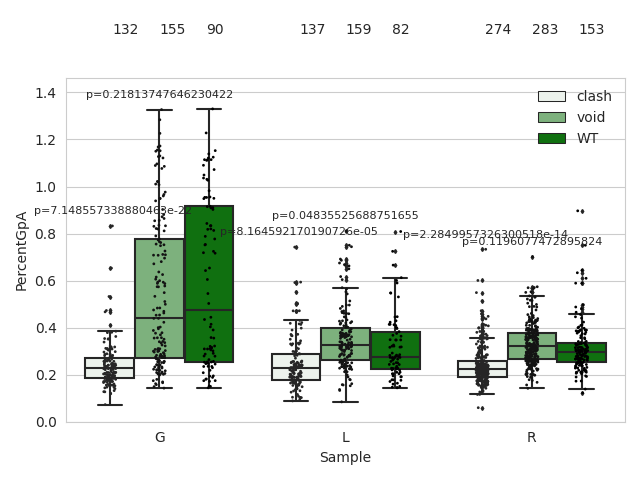 132 155 90 137 159 82 274 283 153
1.4
p=0.21813747646230422
clash
void
1.2
WT
1.0
p=7.148557338880463e-22
p=0.04835525688751655
0.8
p=8.164592170190726e-05
p=2.2849957326300518e-14
p=0.1196077472895824
PercentGpA
0.6
0.4
0.2
0.0
G L R
Sample